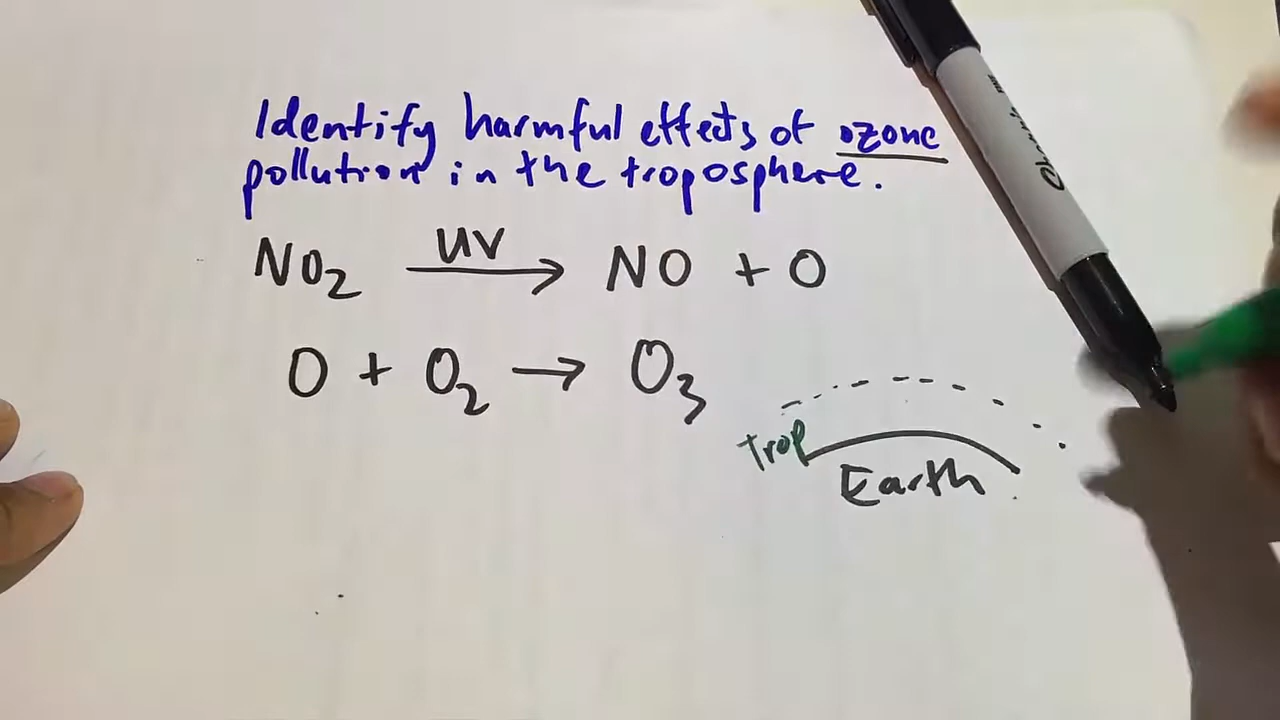 Identify harmful effects of ozone
pollution in the troposphere.
NO₂ UV → NO + O
O + O₂ → O₃
Trop
Earth